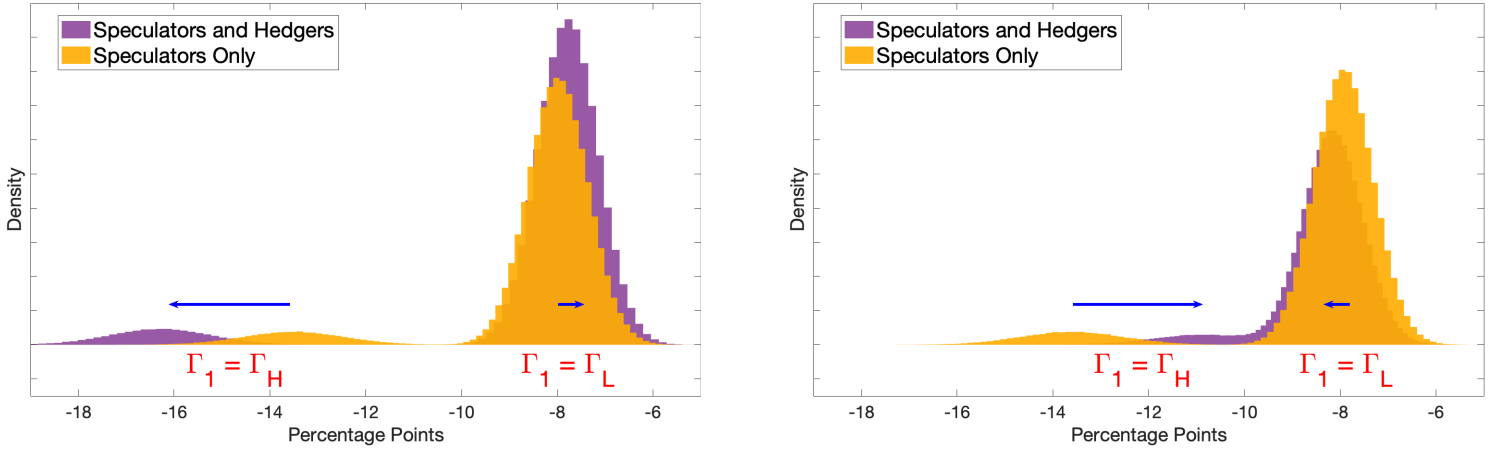 Speculators and Hedgers
Speculators Only
Density
Γ1 = ΓH
Γ1 = ΓL
-18 -16 -14 -12 -10 -8 -6
Percentage Points
Speculators and Hedgers
Speculators Only
Density
Γ1 = ΓH
Γ1 = ΓL
-18 -16 -14 -12 -10 -8 -6
Percentage Points